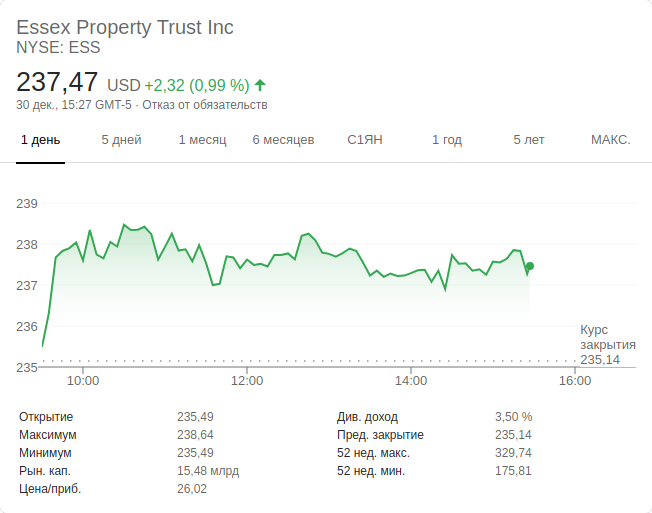 Essex Property Trust Inc
NYSE: ESS
237,47 USD +2,32 (0,99 %)
30 дек., 15:27 GMT-5 · Отказ от обязательств
1 день 5 дней 1 месяц 6 месяцев С1ЯН 1 год 5 лет МАКС.
239
238
237
236
235
Курс
закрытия
235,14
10:00 12:00 14:00 16:00
Открытие 235,49 Див. доход 3,50 %
Максимум 238,64 Пред. закрытие 235,14
Минимум 235,49 52 нед. макс. 329,74
Рын. кап. 15,48 млрд 52 нед. мин. 175,81
Цена/приб. 26,02